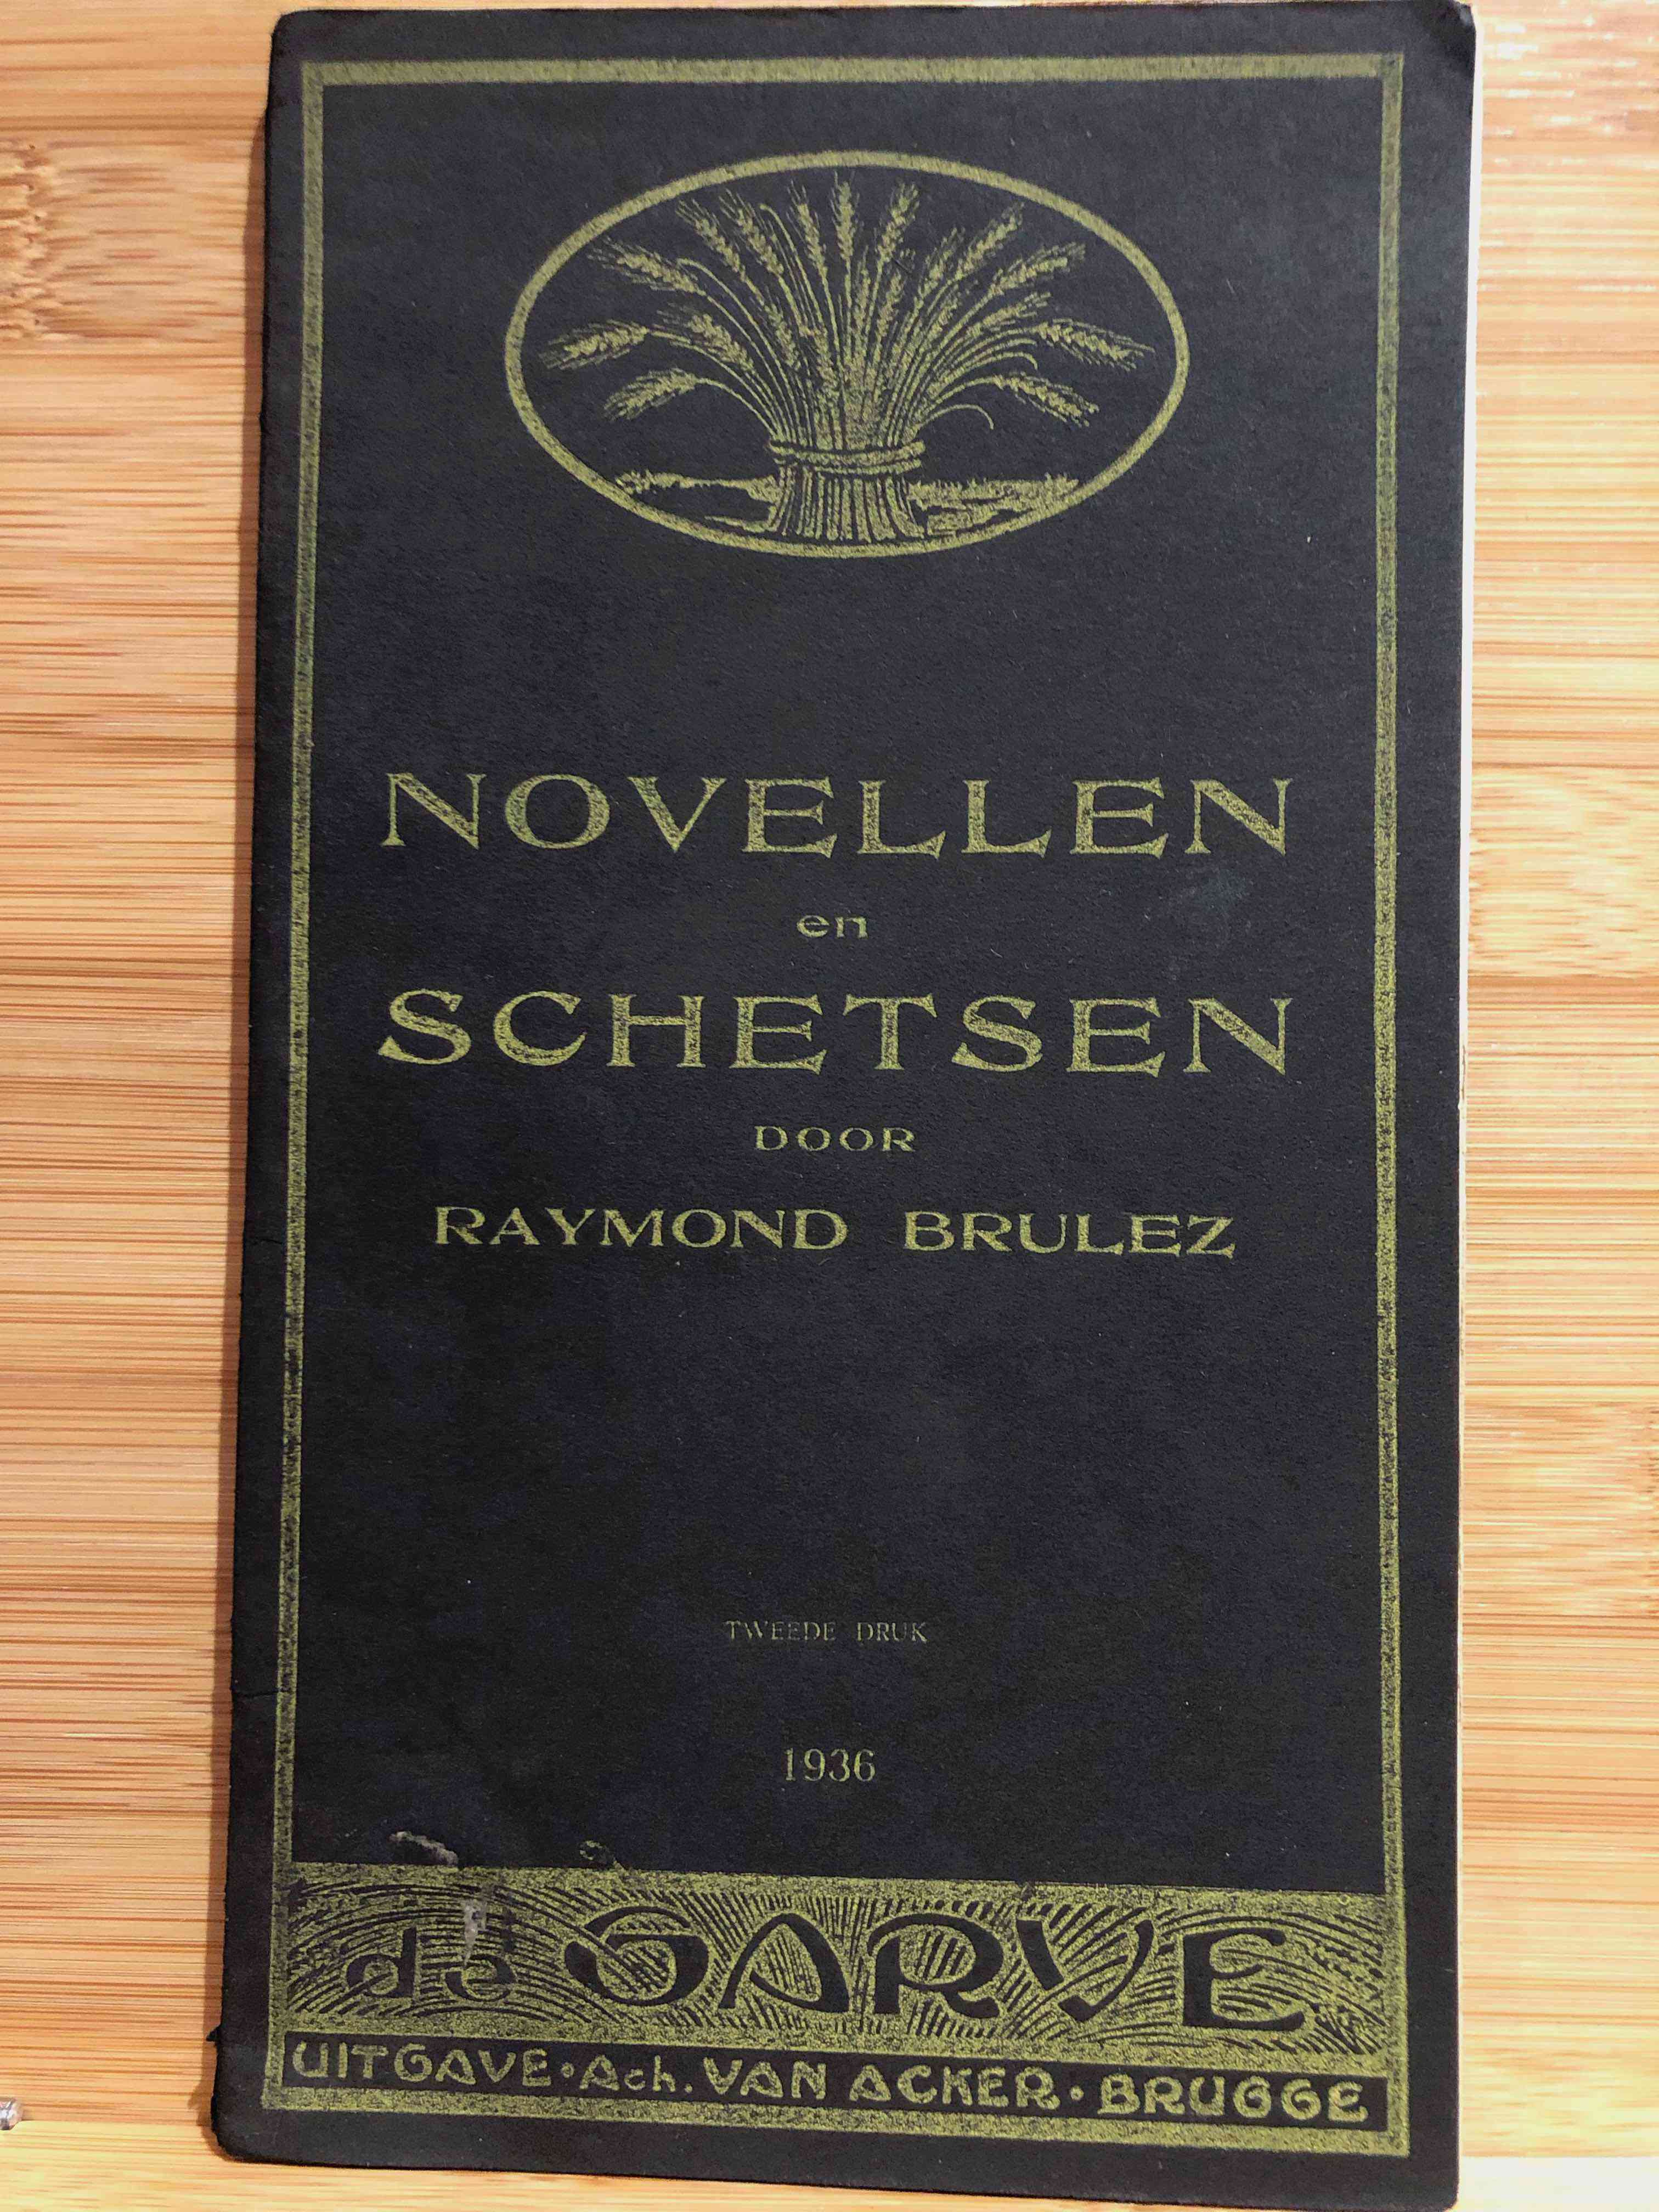 NOVELLEN
en
SCHETSEN
DOOR
RAYMOND BRULEZ
TWEEDE DRUK
1936
de GARVE
UITGAVE • Ach. VAN ACKER • BRUGGE